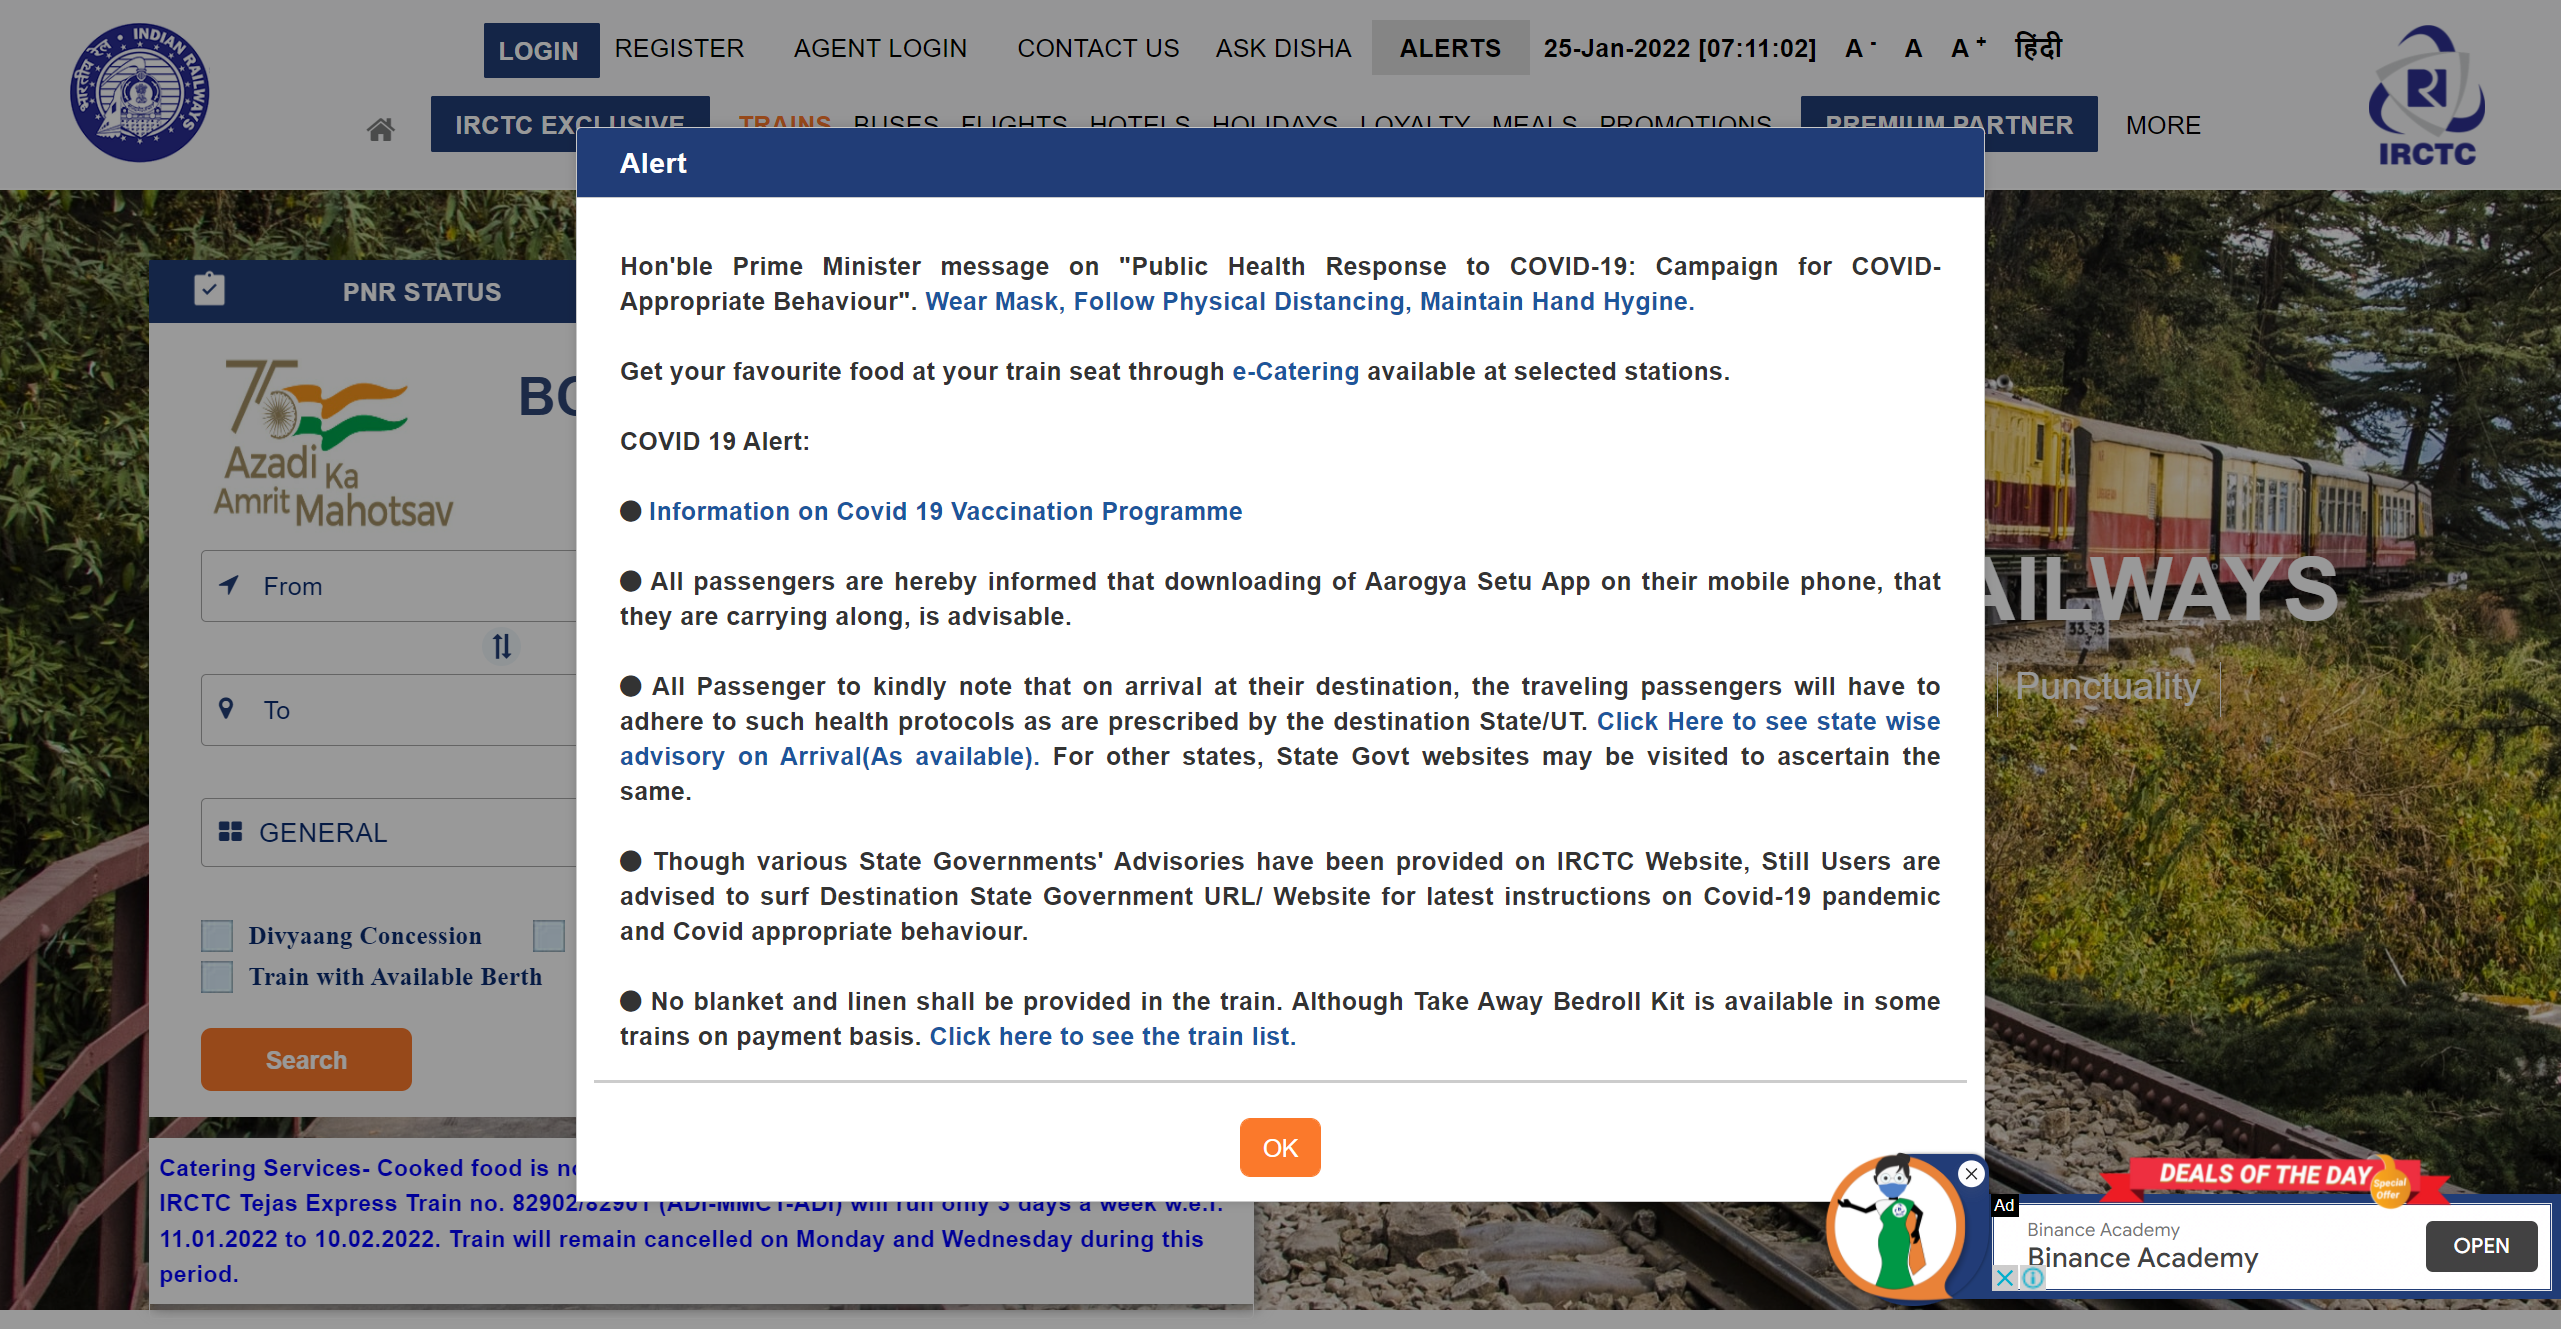 LOGIN REGISTER AGENT LOGIN CONTACT US ASK DISHA ALERTS 25-Jan-2022 [07:11:02] A - A A + हिंदी
भारतीय रेल INDIAN RAILWAYS
IRCTC EXCLUSIVE TRAINS BUSES FLIGHTS HOTELS HOLIDAYS LOYALTY MEALS PROMOTIONS PREMIUM PARTNER MORE
IRCTC
Alert
Hon'ble Prime Minister message on "Public Health Response to COVID-19: Campaign for COVID-
Appropriate Behaviour". Wear Mask, Follow Physical Distancing, Maintain Hand Hygine.
Get your favourite food at your train seat through e-Catering available at selected stations.
COVID 19 Alert:
● Information on Covid 19 Vaccination Programme
● All passengers are hereby informed that downloading of Aarogya Setu App on their mobile phone, that
they are carrying along, is advisable.
● All Passenger to kindly note that on arrival at their destination, the traveling passengers will have to
adhere to such health protocols as are prescribed by the destination State/UT. Click Here to see state wise
advisory on Arrival(As available). For other states, State Govt websites may be visited to ascertain the
same.
● Though various State Governments' Advisories have been provided on IRCTC Website, Still Users are
advised to surf Destination State Government URL/ Website for latest instructions on Covid-19 pandemic
and Covid appropriate behaviour.
● No blanket and linen shall be provided in the train. Although Take Away Bedroll Kit is available in some
trains on payment basis. Click here to see the train list.
OK
PNR STATUS
75
Azadi Ka
Amrit Mahotsav
From
To
GENERAL
Divyaang Concession
Train with Available Berth
Search
Catering Services- Cooked food is
IRCTC Tejas Express Train no. 82902/82901 (ADI-MMCT-ADI) will run only 3 days a week w.e.f.
11.01.2022 to 10.02.2022. Train will remain cancelled on Monday and Wednesday during this
period.
AILWAYS
Punctuality
DEALS OF THE DAY
Special
Offer
Ad
Binance Academy
Binance Academy
OPEN